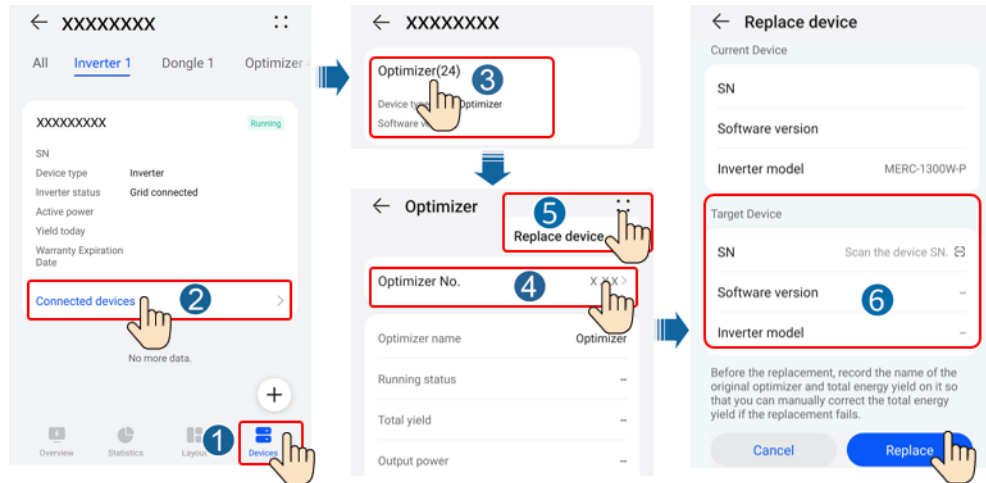 ← XXXXXXXX
All Inverter 1 Dongle 1 Optimizer
XXXXXXXXX Running
SN
Device type Inverter
Inverter status Grid connected
Active power
Yield today
Warranty Expiration
Date
Connected devices 2 >
No more data.
+
1
Overview Statistics Layout Devices
← XXXXXXXX
Optimizer(24) 3
Device type Optimizer
Software
← Optimizer 5
Replace device
Optimizer No. 4 X.XX >
Optimizer name Optimizer
Running status --
Total yield --
Output power --
← Replace device
Current Device
SN
Software version
Inverter model MERC-1300W-P
Target Device
SN Scan the device SN.
Software version 6 --
Inverter model --
Before the replacement, record the name of the
original optimizer and total energy yield on it so
that you can manually correct the total energy
yield if the replacement fails.
Cancel Replace